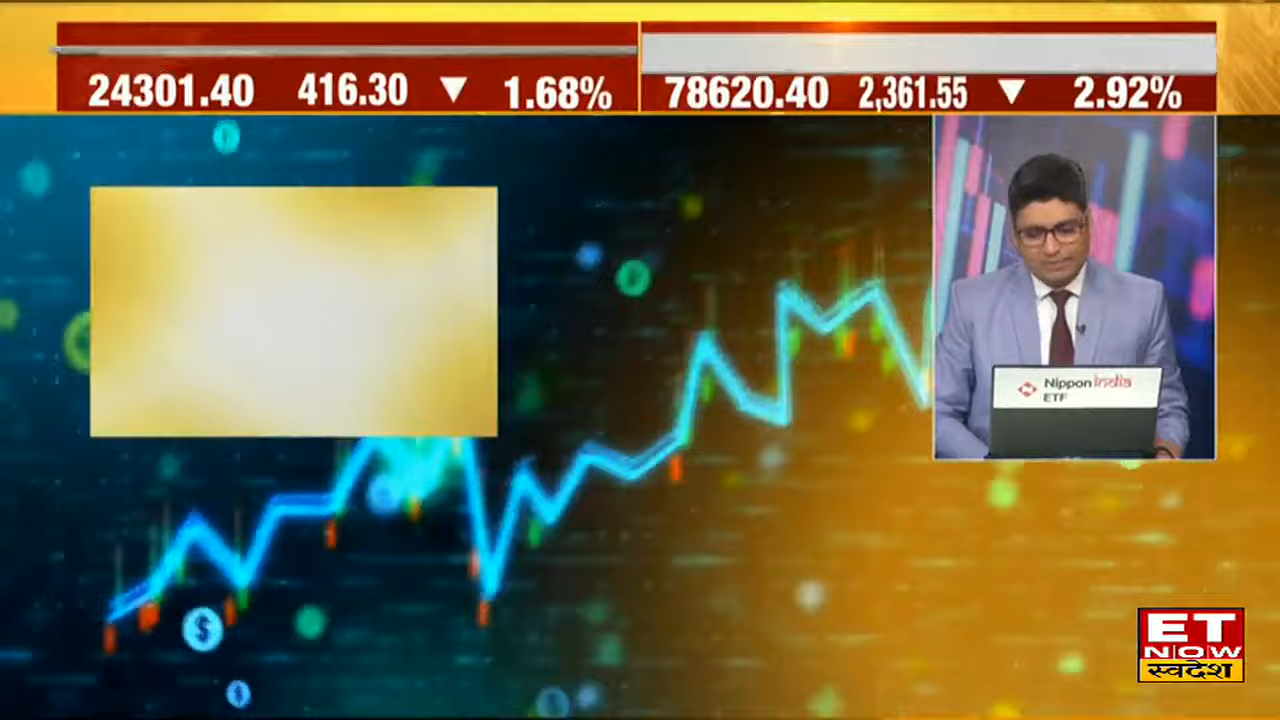 24301.40 416.30 ▼ 1.68%
78620.40 2,361.55 ▼ 2.92%
Nippon india
ETF
$
ET
NOW
स्वदेश